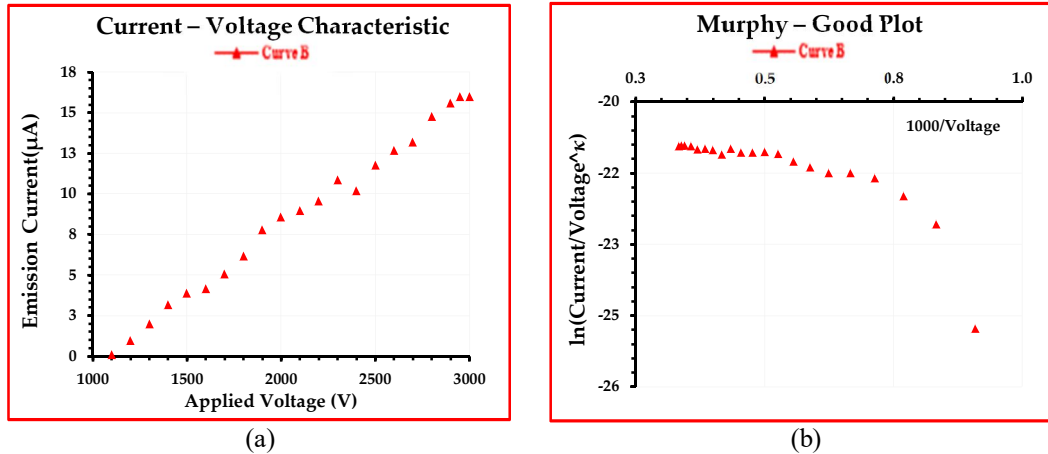 Current – Voltage Characteristic
Curve B
18
15
13
10
8
5
3
0
1000
1500
2000
2500
3000
Emission Current(µA)
Applied Voltage (V)
(a)
Murphy – Good Plot
Curve B
0.3
0.5
0.8
1.0
-20
-22
-23
-25
-26
1000/Voltage
ln(Current/Voltage^κ)
(b)